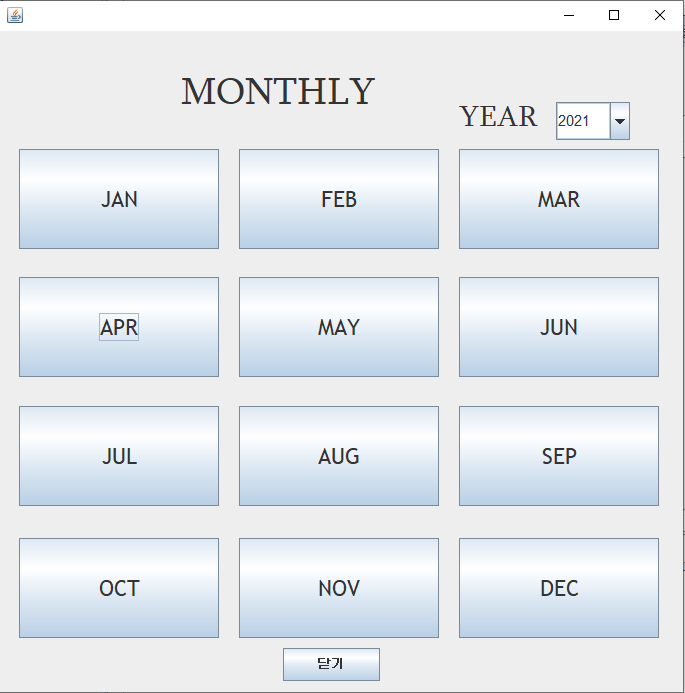 MONTHLY
YEAR 2021
JAN FEB MAR
APR MAY JUN
JUL AUG SEP
OCT NOV DEC
닫기